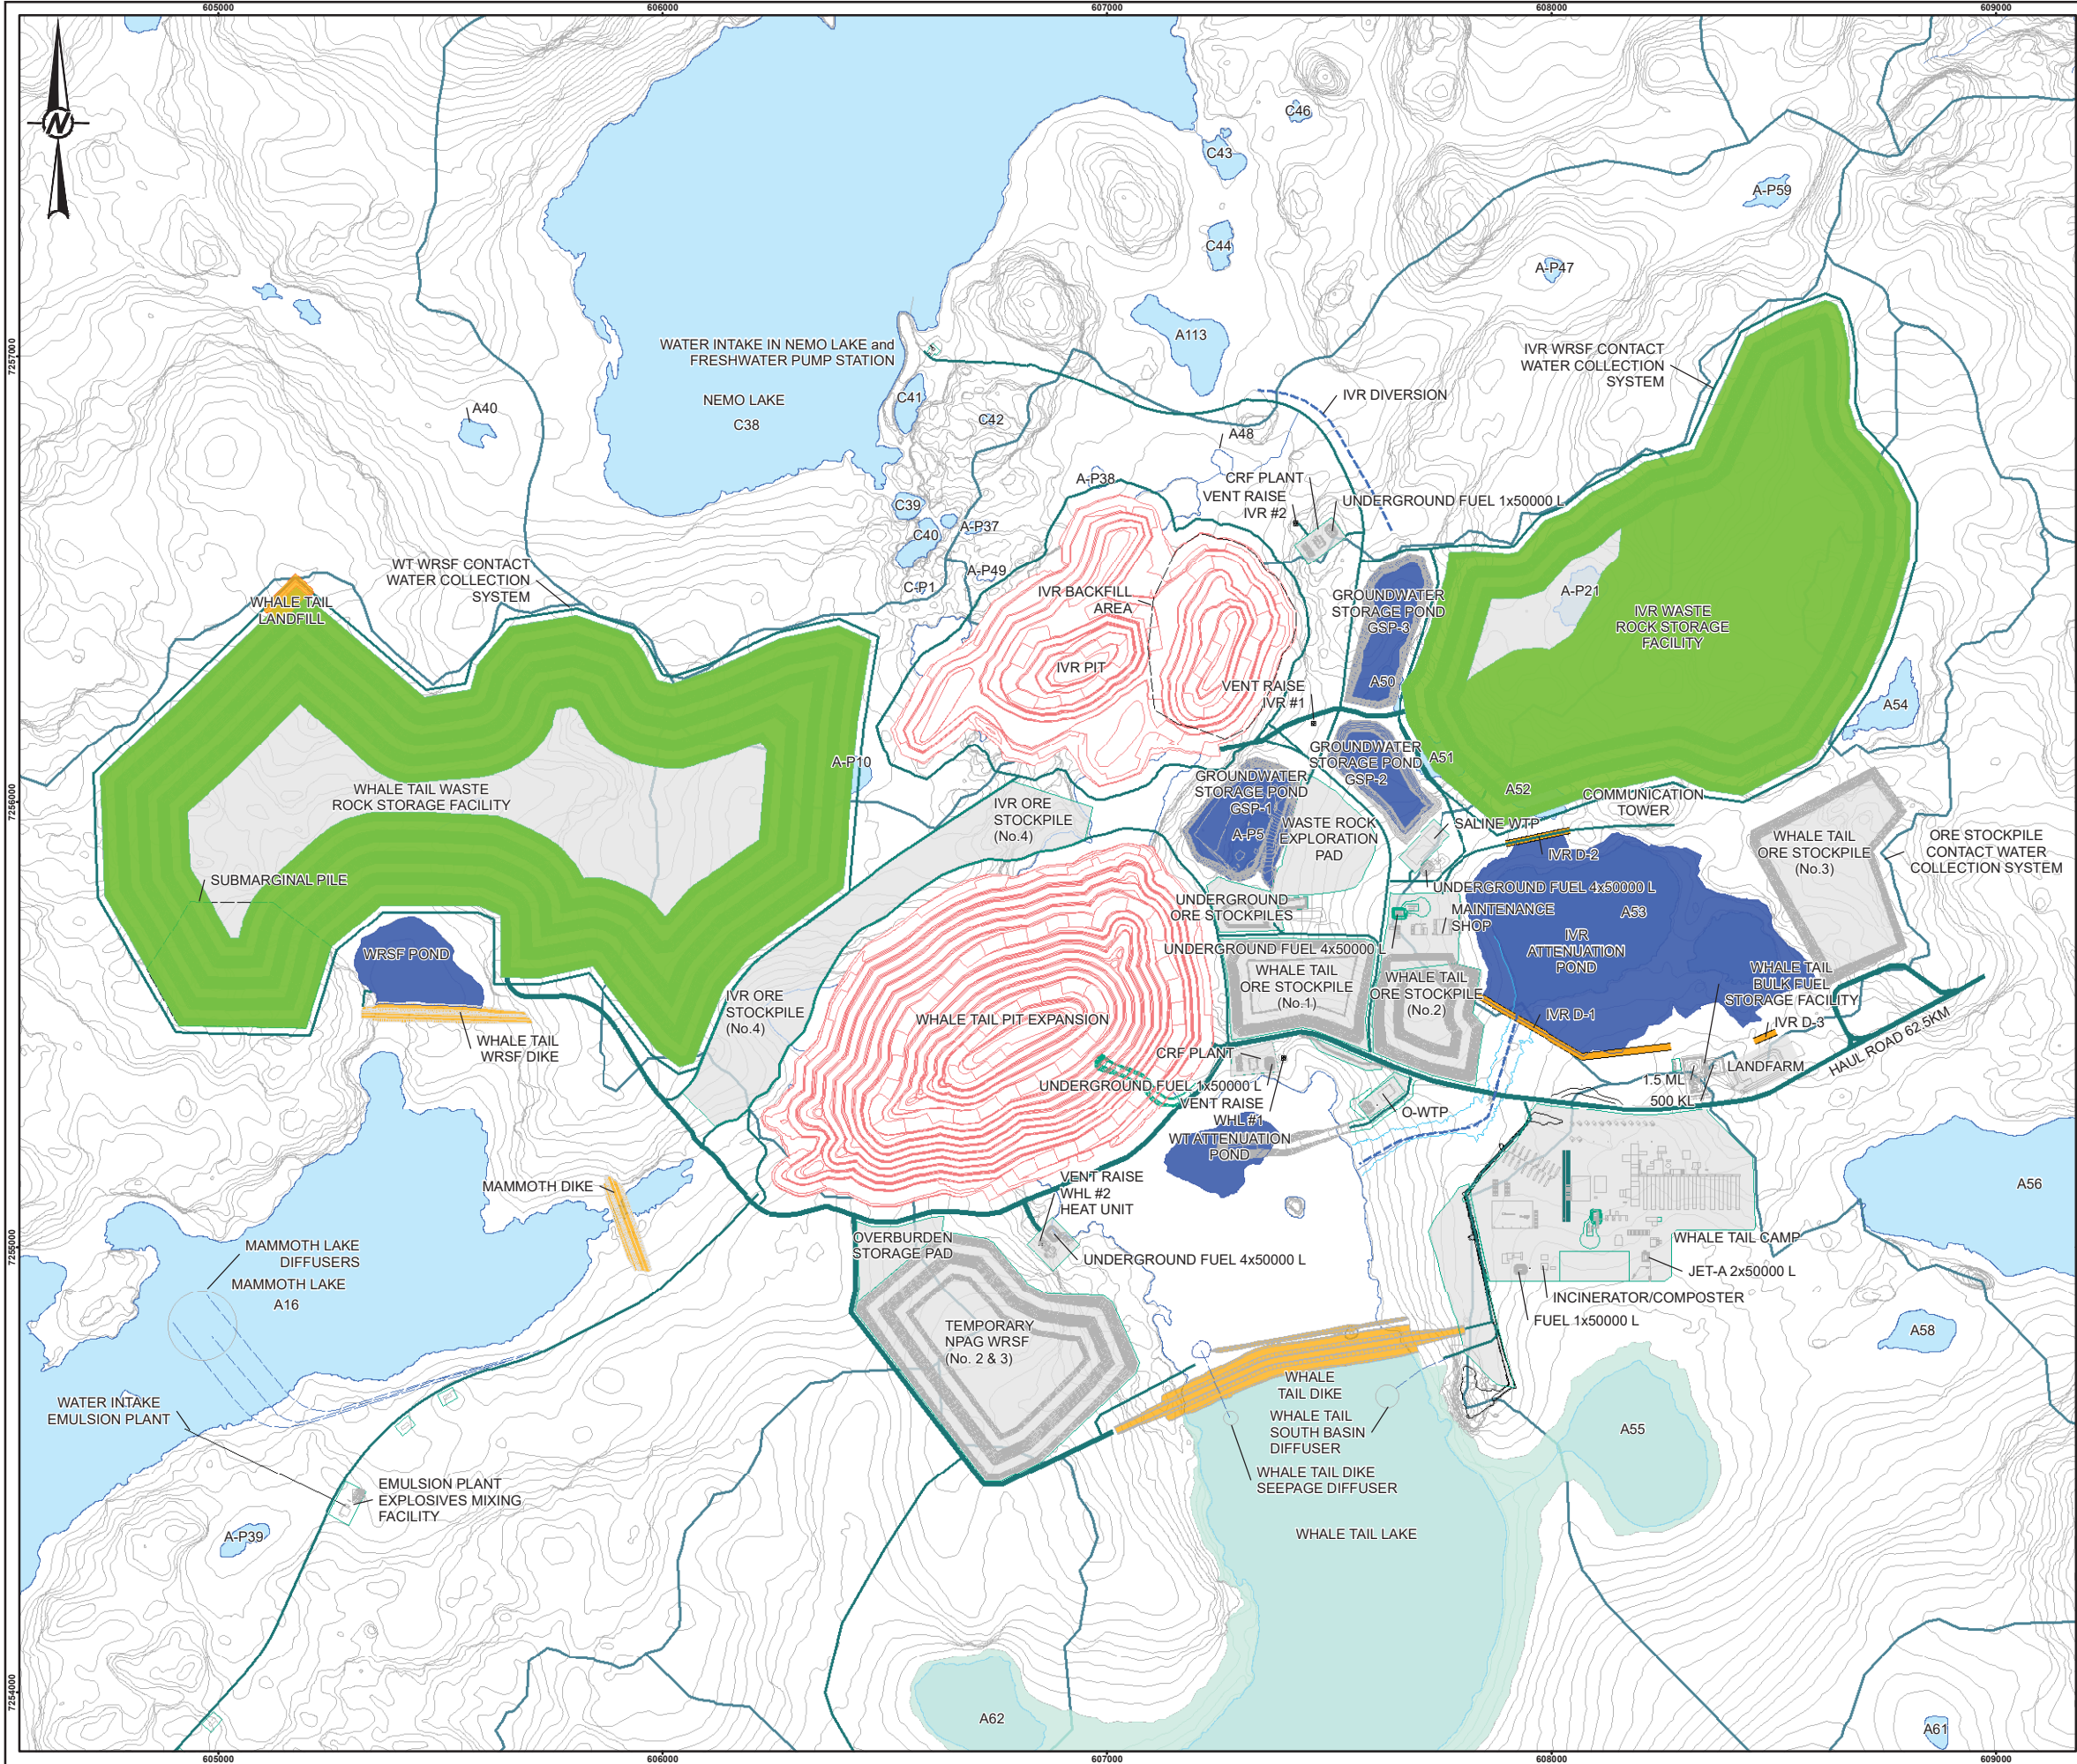 605000
606000
607000
608000
609000
N
C46
C43
A-P59
C44
A-P47
A113
7257000
WATER INTAKE IN NEMO LAKE and
FRESHWATER PUMP STATION
IVR WRSF CONTACT
WATER COLLECTION
SYSTEM
NEMO LAKE
C38
C41
C42
A40
IVR DIVERSION
A48
A-P38
CRF PLANT
VENT RAISE
IVR #2
UNDERGROUND FUEL 1x50000 L
C39
C40
A-P37
WT WRSF CONTACT
WATER COLLECTION
SYSTEM
A-P49
C-P1
IVR BACKFILL
AREA
GROUNDWATER
STORAGE POND
GSP-3
A-P21
IVR WASTE
ROCK STORAGE
FACILITY
WHALE TAIL
LANDFILL
IVR PIT
VENT RAISE
IVR #1
A50
A54
GROUNDWATER
STORAGE POND
GSP-2
A51
A-P10
GROUNDWATER
STORAGE POND
GSP-1
A-P5
A52
COMMUNICATION
TOWER
7256000
WHALE TAIL WASTE
ROCK STORAGE FACILITY
IVR ORE
STOCKPILE
(No.4)
WASTE ROCK
EXPLORATION
PAD
SALINE WTP
IVR D-2
WHALE TAIL
ORE STOCKPILE
(No.3)
ORE STOCKPILE
CONTACT WATER
COLLECTION SYSTEM
SUBMARGINAL PILE
UNDERGROUND FUEL 4x50000 L
UNDERGROUND
ORE STOCKPILES
MAINTENANCE
SHOP
A53
IVR
ATTENUATION
POND
UNDERGROUND FUEL 4x50000 L
WRSF POND
WHALE TAIL
ORE STOCKPILE
(No.1)
WHALE TAIL
ORE STOCKPILE
(No.2)
WHALE TAIL
BULK FUEL
STORAGE FACILITY
IVR ORE
STOCKPILE
(No.4)
WHALE TAIL PIT EXPANSION
IVR D-1
IVR D-3
WHALE TAIL
WRSF DIKE
CRF PLANT
HAUL ROAD 62.5KM
LANDFARM
1.5 ML
500 KL
UNDERGROUND FUEL 1x50000 L
VENT RAISE
WHL #1
O-WTP
WT ATTENUATION
POND
MAMMOTH DIKE
VENT RAISE
WHL #2
HEAT UNIT
A56
7255000
OVERBURDEN
STORAGE PAD
UNDERGROUND FUEL 4x50000 L
WHALE TAIL CAMP
JET-A 2x50000 L
MAMMOTH LAKE
DIFFUSERS
MAMMOTH LAKE
A16
INCINERATOR/COMPOSTER
FUEL 1x50000 L
A58
TEMPORARY
NPAG WRSF
(No. 2 & 3)
WHALE
TAIL DIKE
WATER INTAKE
EMULSION PLANT
WHALE TAIL
SOUTH BASIN
DIFFUSER
A55
WHALE TAIL DIKE
SEEPAGE DIFFUSER
EMULSION PLANT
EXPLOSIVES MIXING
FACILITY
A-P39
WHALE TAIL LAKE
7254000
A62
A61
605000
606000
607000
608000
609000